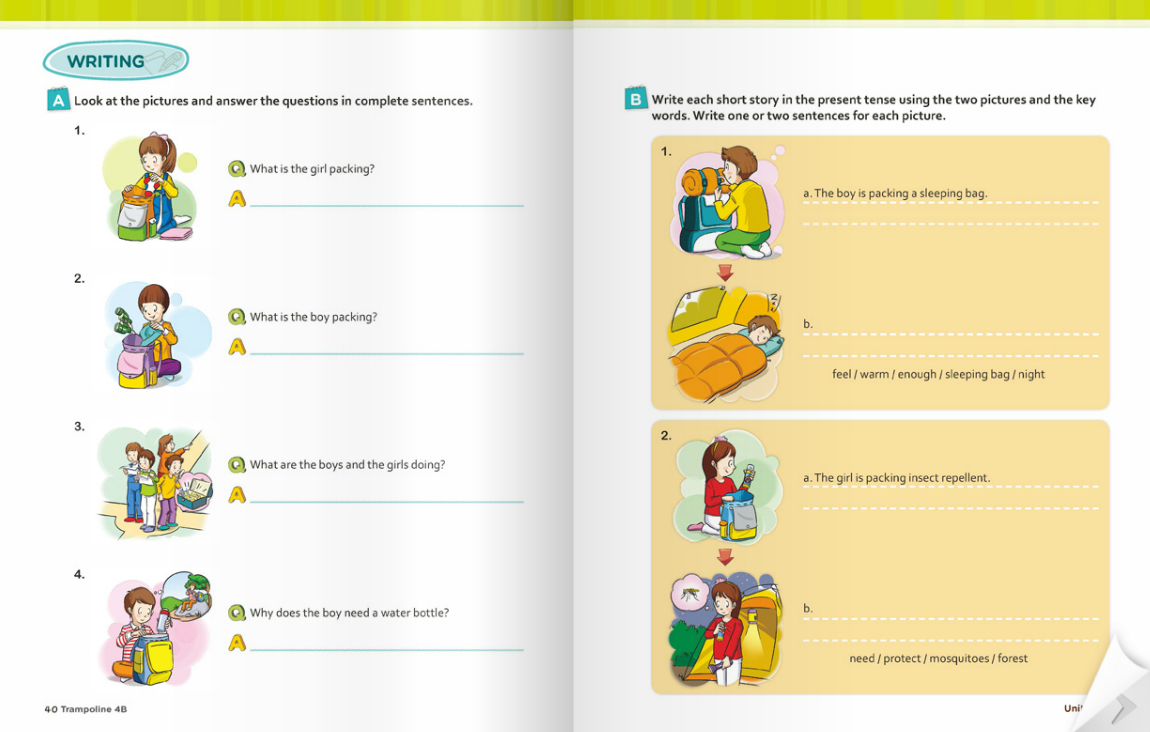 WRITING
A Look at the pictures and answer the questions in complete sentences.
1.
Q What is the girl packing?
A
2.
Q What is the boy packing?
A
3.
Q What are the boys and the girls doing?
A
4.
Q Why does the boy need a water bottle?
A
40 Trampoline 4B
B Write each short story in the present tense using the two pictures and the key
words. Write one or two sentences for each picture.
1.
a. The boy is packing a sleeping bag.
b.
feel / warm / enough / sleeping bag / night
2.
a. The girl is packing insect repellent.
b.
need / protect / mosquitoes / forest